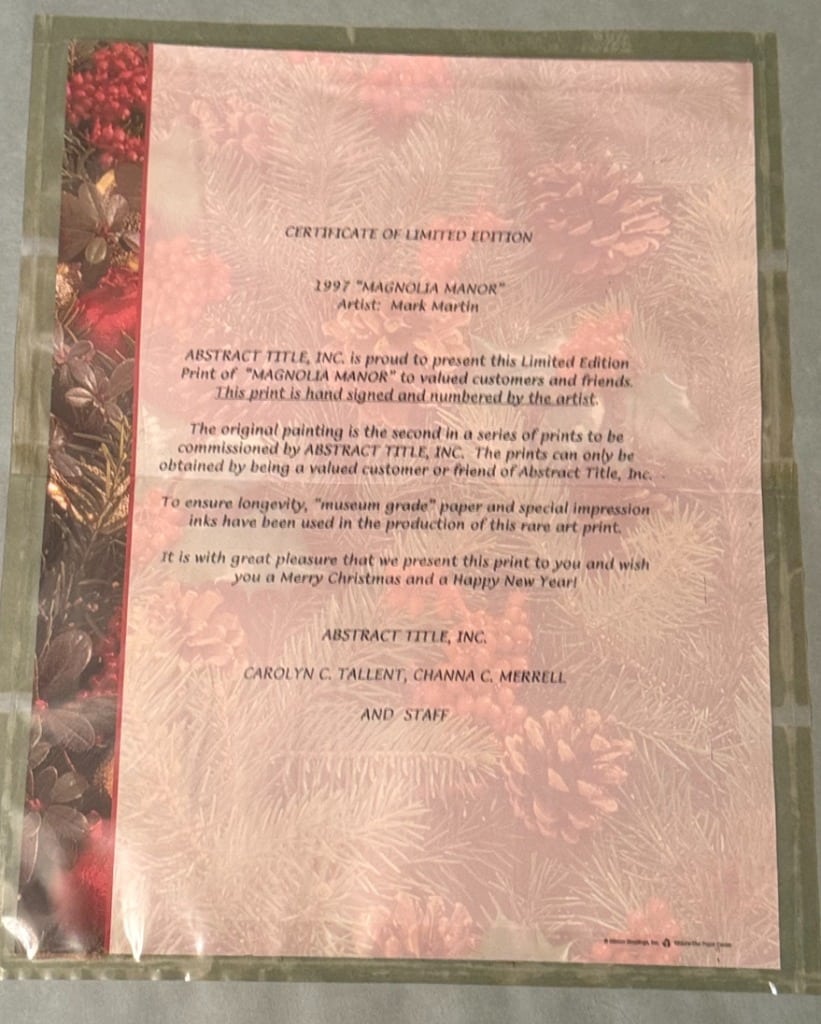 CERTIFICATE OF LIMITED EDITION
1997 "MAGNOLIA MANOR"
Artist: Mark Martin
ABSTRACT TITLE, INC. is proud to present this Limited Edition
Print of "MAGNOLIA MANOR" to valued customers and friends.
This print is hand signed and numbered by the artist.
The original painting is the second in a series of prints to be
commissioned by ABSTRACT TITLE, INC. The prints can only be
obtained by being a valued customer or friend of Abstract Title, Inc.
To ensure longevity, "museum grade" paper and special impression
inks have been used in the production of this rare art print.
It is with great pleasure that we present this print to you and wish
you a Merry Christmas and a Happy New Year!
ABSTRACT TITLE, INC.
CAROLYN C. TALLENT, CHANNA C. MERRELL
AND STAFF